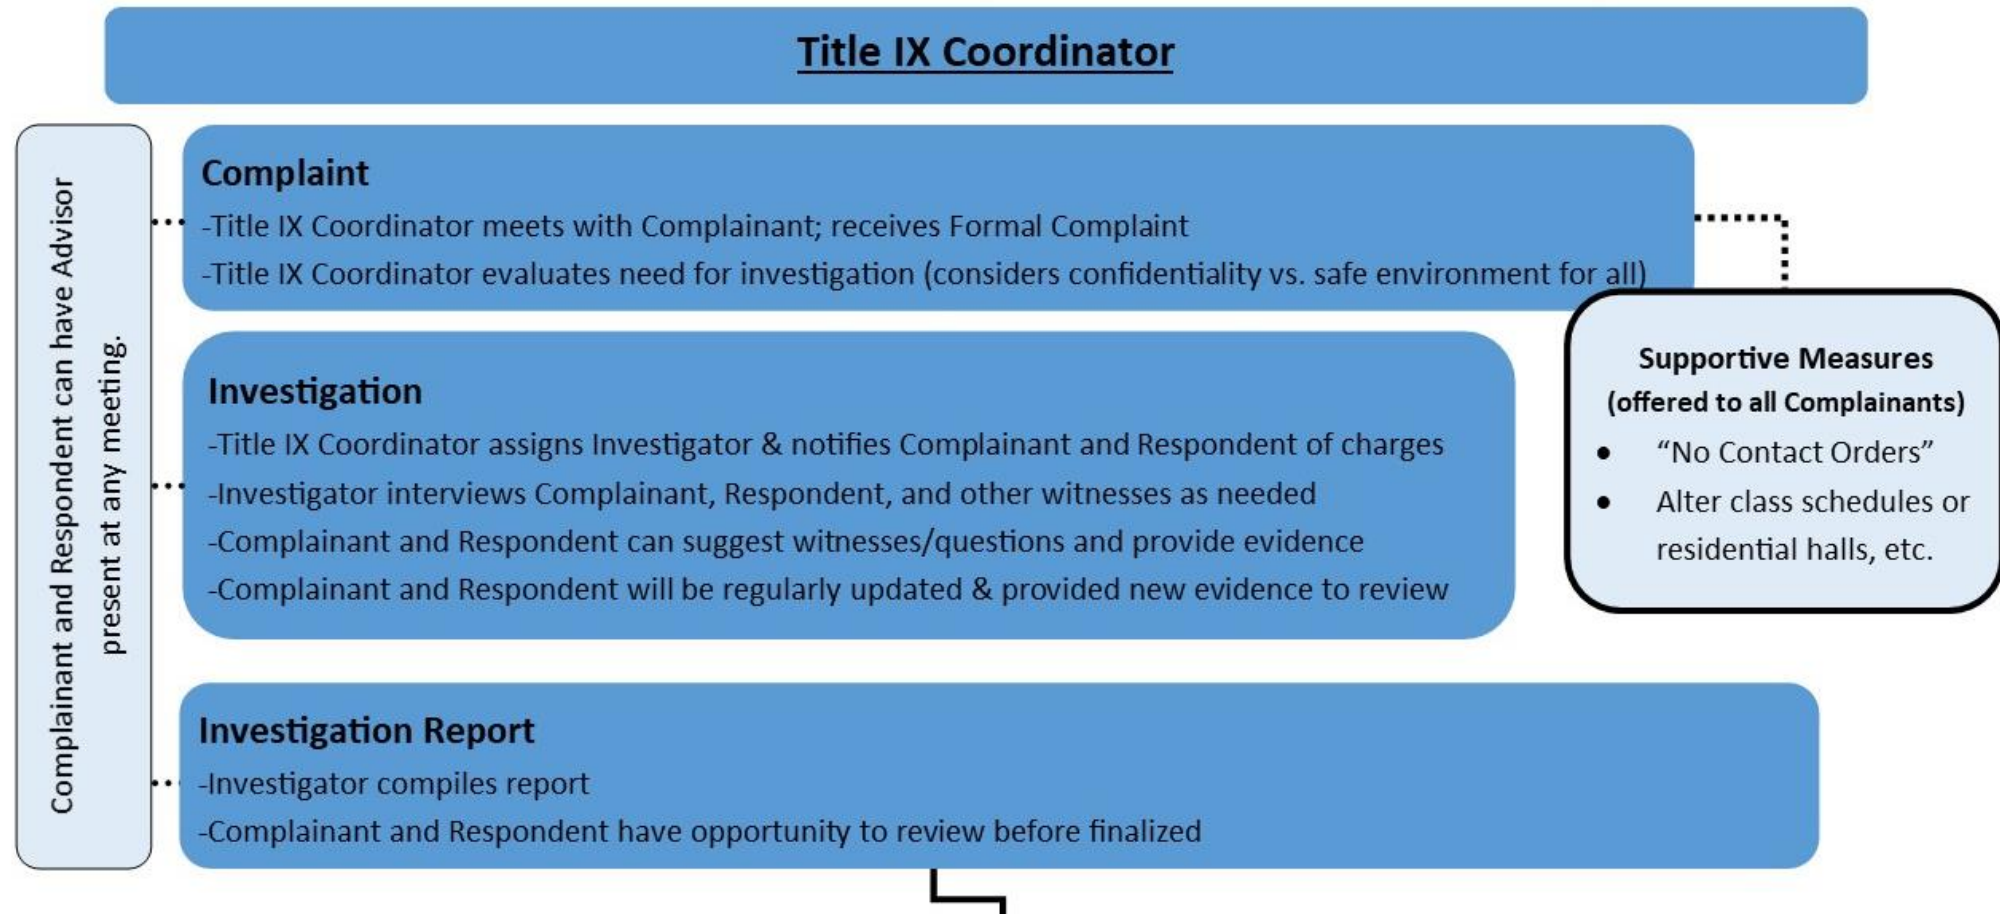 Title IX Coordinator
Complainant and Respondent can have Advisor
present at any meeting.
Complaint
-Title IX Coordinator meets with Complainant; receives Formal Complaint
-Title IX Coordinator evaluates need for investigation (considers confidentiality vs. safe environment for all)
Supportive Measures
(offered to all Complainants)
● “No Contact Orders”
● Alter class schedules or
residential halls, etc.
Investigation
-Title IX Coordinator assigns Investigator & notifies Complainant and Respondent of charges
-Investigator interviews Complainant, Respondent, and other witnesses as needed
-Complainant and Respondent can suggest witnesses/questions and provide evidence
-Complainant and Respondent will be regularly updated & provided new evidence to review
Investigation Report
-Investigator compiles report
-Complainant and Respondent have opportunity to review before finalized